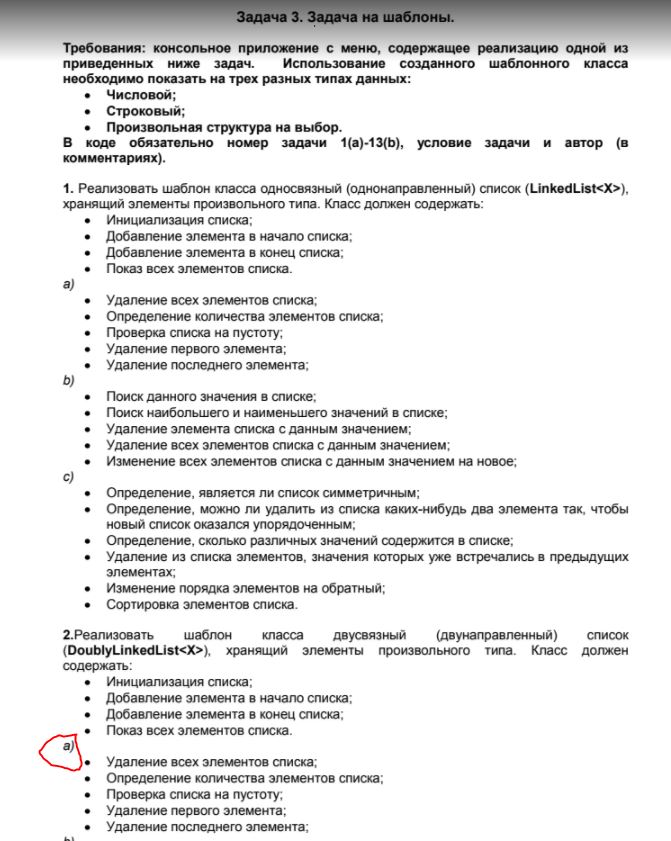 Задача 3. Задача на шаблоны.
Требования: консольное приложение с меню, содержащее реализацию одной из
приведенных ниже задач. Использование созданного шаблонного класса
необходимо показать на трех разных типах данных:
• Числовой;
• Строковый;
• Произвольная структура на выбор.
В коде обязательно номер задачи 1(a)-13(b), условие задачи и автор (в
комментариях).
1. Реализовать шаблон класса односвязный (однонаправленный) список (LinkedList<X>),
хранящий элементы произвольного типа. Класс должен содержать:
• Инициализация списка;
• Добавление элемента в начало списка;
• Добавление элемента в конец списка;
• Показ всех элементов списка.
a)
• Удаление всех элементов списка;
• Определение количества элементов списка;
• Проверка списка на пустоту;
• Удаление первого элемента;
• Удаление последнего элемента;
b)
• Поиск данного значения в списке;
• Поиск наибольшего и наименьшего значений в списке;
• Удаление элемента списка с данным значением;
• Удаление всех элементов списка с данным значением;
• Изменение всех элементов списка с данным значением на новое;
c)
• Определение, является ли список симметричным;
• Определение, можно ли удалить из списка каких-нибудь два элемента так, чтобы
новый список оказался упорядоченным;
• Определение, сколько различных значений содержится в списке;
• Удаление из списка элементов, значения которых уже встречались в предыдущих
элементах;
• Изменение порядка элементов на обратный;
• Сортировка элементов списка.
2.Реализовать шаблон класса двусвязный (двунаправленный) список
(DoublyLinkedList<X>), хранящий элементы произвольного типа. Класс должен
содержать:
• Инициализация списка;
• Добавление элемента в начало списка;
• Добавление элемента в конец списка;
• Показ всех элементов списка.
a)
• Удаление всех элементов списка;
• Определение количества элементов списка;
• Проверка списка на пустоту;
• Удаление первого элемента;
• Удаление последнего элемента;